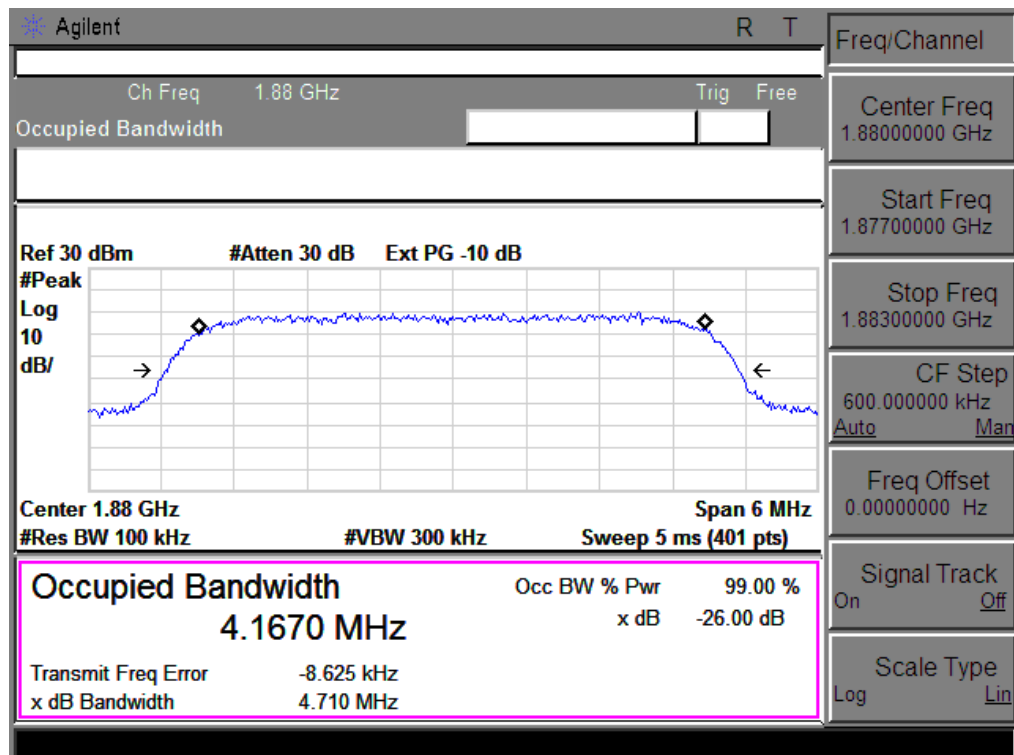 Agilent R T
Ch Freq 1.88 GHz Trig Free
Occupied Bandwidth
Ref 30 dBm #Atten 30 dB Ext PG -10 dB
#Peak
Log
10
dB/
Center 1.88 GHz Span 6 MHz
#Res BW 100 kHz #VBW 300 kHz Sweep 5 ms (401 pts)
Occupied Bandwidth Occ BW % Pwr 99.00 %
4.1670 MHz x dB -26.00 dB
Transmit Freq Error -8.625 kHz
x dB Bandwidth 4.710 MHz
Freq/Channel
Center Freq
1.88000000 GHz
Start Freq
1.87700000 GHz
Stop Freq
1.88300000 GHz
CF Step
600.000000 kHz
Auto Man
Freq Offset
0.00000000 Hz
Signal Track
On Off
Scale Type
Log Lin